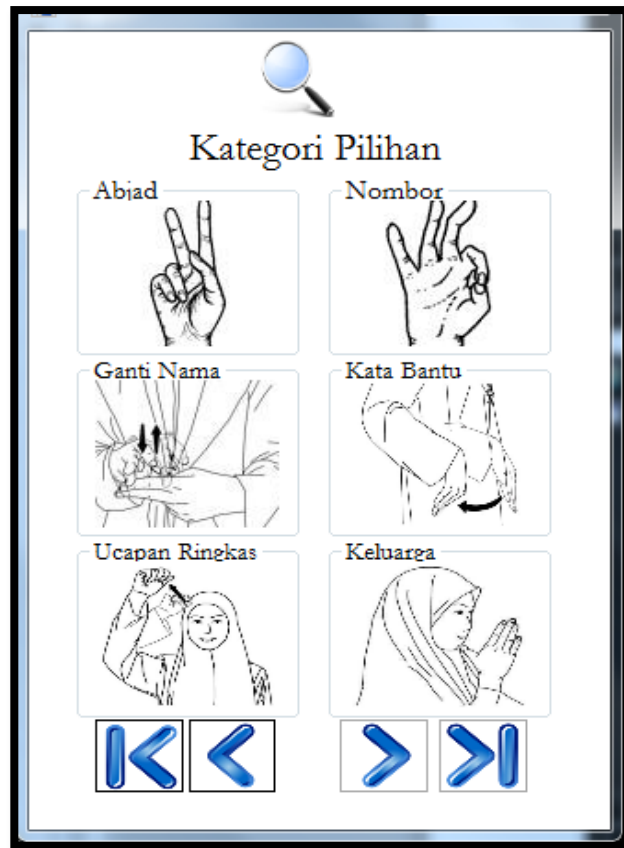 Kategori Pilihan
Abjad
Nombor
Ganti Nama
Kata Bantu
Ucapan Ringkas
Keluarga